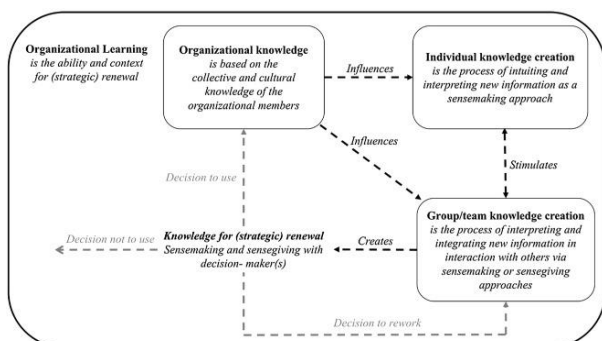 Organizational Learning
is the ability and context
for (strategic) renewal
Organizational knowledge
is based on the
collective and cultural
knowledge of the
organizational members
Influences
Individual knowledge creation
is the process of intuiting and
interpreting new information as a
sensemaking approach
Influences
Stimulates
Decision to use
Group/team knowledge creation
is the process of interpreting and
integrating new information in
interaction with others via
sensemaking or sensegiving
approaches
Creates
Knowledge for (strategic) renewal
Sensemaking and sensegiving with
decision- maker(s)
Decision not to use
Decision to rework